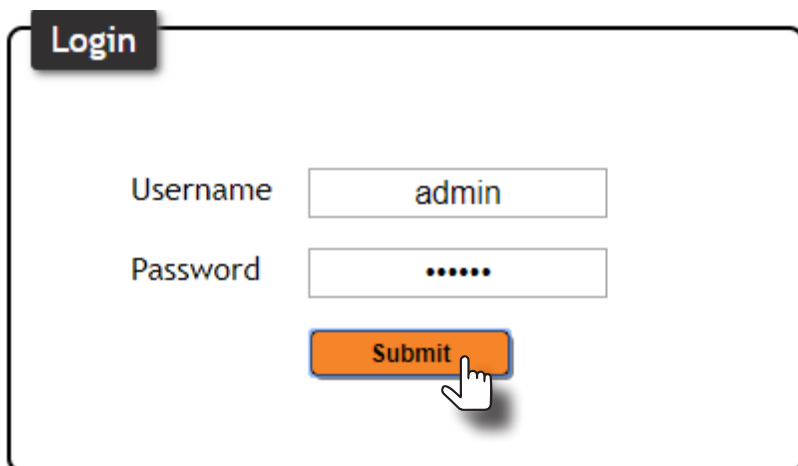 Login
Username admin
Password ••••••
Submit